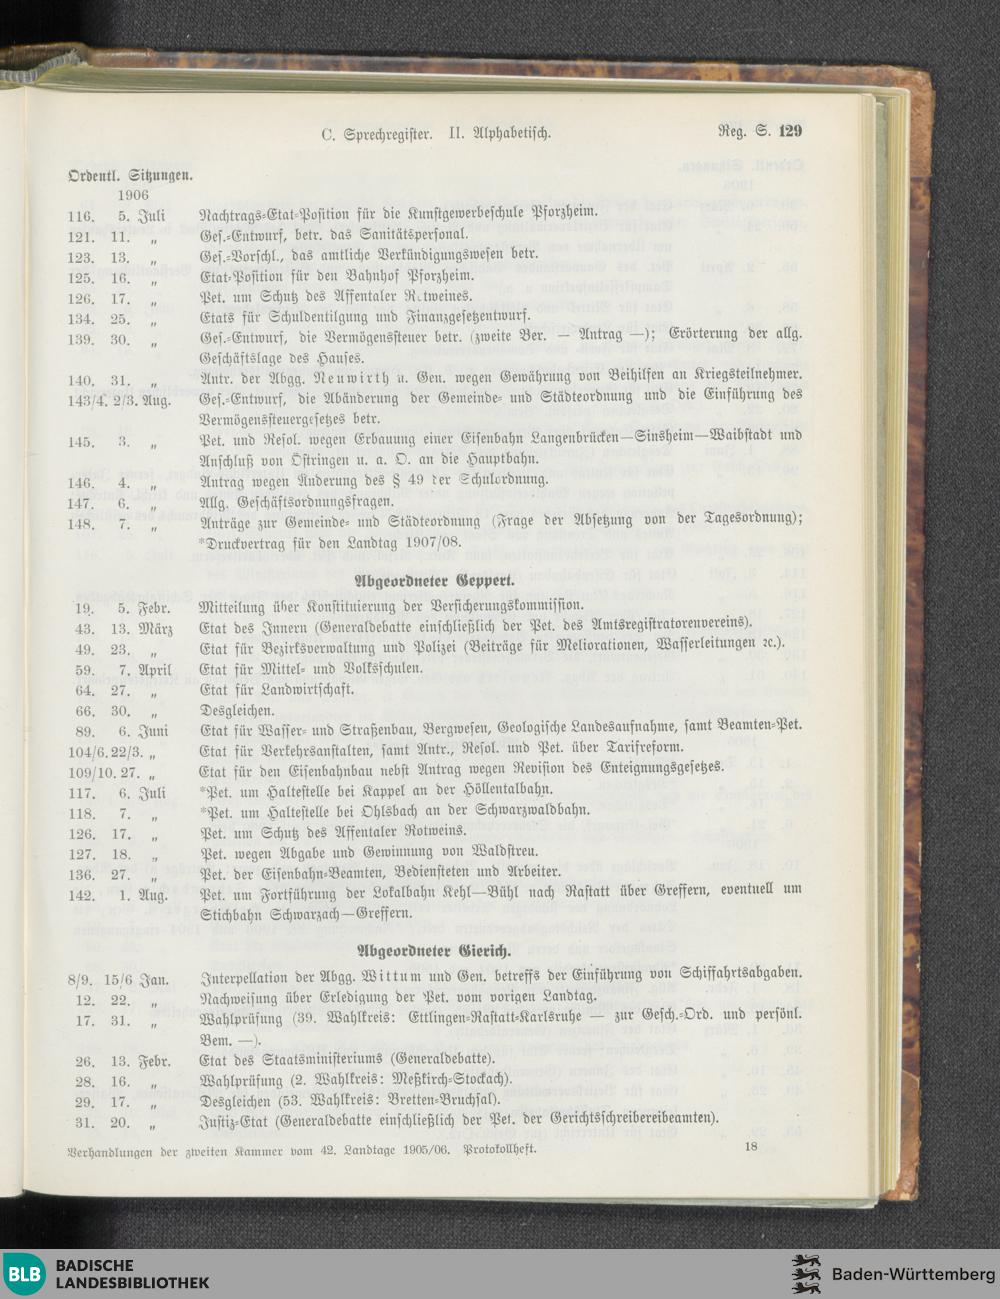 C. Sprechregister. II. Alphabetisch. Reg. S. 129
Ordentl. Sitzungen.
1906
116. 5. Juli Nachtrags-Etat-Position für die Kunstgewerbeschule Pforzheim.
121. 11. „ Ges.-Entwurf, betr. das Sanitätspersonal.
123. 13. „ Ges.-Vorschl., das amtliche Verkündigungswesen betr.
125. 16. „ Etat-Position für den Bahnhof Pforzheim.
126. 17. „ Pet. um Schutz des Affentaler Rotweines.
134. 25. „ Etats für Schuldentilgung und Finanzgesetzentwurf.
139. 30. „ Ges.-Entwurf, die Vermögenssteuer betr. (zweite Ber. — Antrag —); Erörterung der allg.
Geschäftslage des Hauses.
140. 31. „ Antr. der Abgg. Neuwirth u. Gen. wegen Gewährung von Beihilfen an Kriegsteilnehmer.
143/4. 2/3. Aug. Ges.-Entwurf, die Abänderung der Gemeinde- und Städteordnung und die Einführung des
Vermögenssteuergesetzes betr.
145. 3. „ Pet. und Resol. wegen Erbauung einer Eisenbahn Langenbrücken—Sinsheim—Waibstadt und
Anschluß von Östringen u. a. O. an die Hauptbahn.
146. 4. „ Antrag wegen Änderung des § 49 der Schulordnung.
147. 6. „ Allg. Geschäftsordnungsfragen.
148. 7. „ Anträge zur Gemeinde- und Städteordnung (Frage der Absetzung von der Tagesordnung);
*Druckvertrag für den Landtag 1907/08.
Abgeordneter Geppert.
19. 5. Febr. Mitteilung über Konstituierung der Versicherungskommission.
43. 13. März Etat des Innern (Generaldebatte einschließlich der Pet. des Amtsregistratorenvereins).
49. 23. „ Etat für Bezirksverwaltung und Polizei (Beiträge für Meliorationen, Wasserleitungen ꝛc.).
59. 7. April Etat für Mittel- und Volksschulen.
64. 27. „ Etat für Landwirtschaft.
66. 30. „ Desgleichen.
89. 6. Juni Etat für Wasser- und Straßenbau, Bergwesen, Geologische Landesaufnahme, samt Beamten-Pet.
104/6. 22/3. „ Etat für Verkehrsanstalten, samt Antr., Resol. und Pet. über Tarifreform.
109/10. 27. „ Etat für den Eisenbahnbau nebst Antrag wegen Revision des Enteignungsgesetzes.
117. 6. Juli *Pet. um Haltestelle bei Kappel an der Höllentalbahn.
118. 7. „ *Pet. um Haltestelle bei Ohlsbach an der Schwarzwaldbahn.
126. 17. „ Pet. um Schutz des Affentaler Rotweins.
127. 18. „ Pet. wegen Abgabe und Gewinnung von Waldstreu.
136. 27. „ Pet. der Eisenbahn-Beamten, Bediensteten und Arbeiter.
142. 1. Aug. Pet. um Fortführung der Lokalbahn Kehl—Bühl nach Rastatt über Greffern, eventuell um
Stichbahn Schwarzach—Greffern.
Abgeordneter Gierich.
8/9. 15/6 Jan. Interpellation der Abgg. Wittum und Gen. betreffs der Einführung von Schiffahrtsabgaben.
12. 22. „ Nachweisung über Erledigung der Pet. vom vorigen Landtag.
17. 31. „ Wahlprüfung (39. Wahlkreis: Ettlingen-Rastatt-Karlsruhe — zur Gesch.-Ord. und persönl.
Bem. —).
26. 13. Febr. Etat des Staatsministeriums (Generaldebatte).
28. 16. „ Wahlprüfung (2. Wahlkreis: Meßkirch-Stockach).
29. 17. „ Desgleichen (53. Wahlkreis: Bretten-Bruchsal).
31. 20. „ Justiz-Etat (Generaldebatte einschließlich der Pet. der Gerichtsschreibereibeamten).
Verhandlungen der zweiten Kammer vom 42. Landtage 1905/06. Protokollheft. 18
BLB BADISCHE
LANDESBIBLIOTHEK
Baden-Württemberg